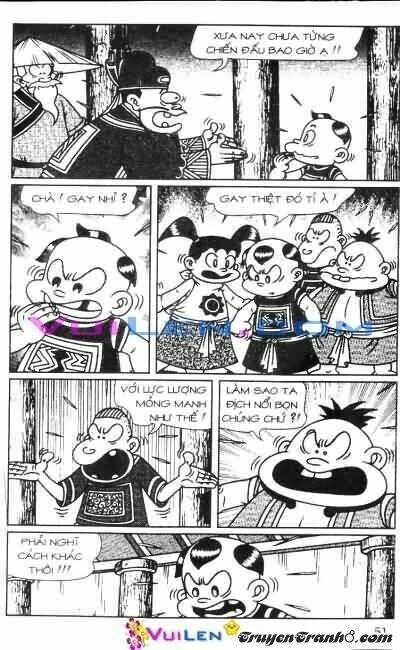 XƯA NAY CHƯA TỪNG
CHIẾN ĐẤU BAO GIỜ Ạ !!
CHÀ ! GAY NHỈ ?
GAY THIỆT ĐÓ TÍ À !
VUILEN.COM
VỚI LỰC LƯỢNG
MỎNG MANH
NHƯ THẾ !
LÀM SAO TA
ĐỊCH NỔI BỌN
CHÚNG CHỨ ?!
PHẢI NGHĨ
CÁCH KHÁC
THÔI !!!
51
VUILEN
TruyenTranh8.com